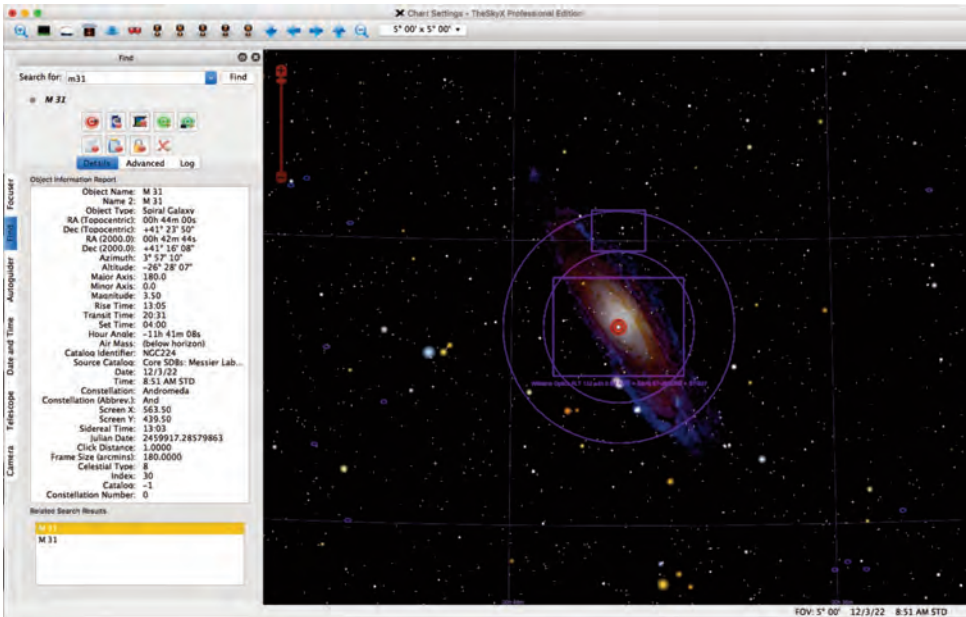 Chart Settings - TheSkyX Professional Edition
5° 00' x 5° 00'
Find
Search for: m31 Find
M 31
Details Advanced Log
Object Information Report
Object Name: M 31
Name 2: M 31
Object Type: Spiral Galaxy
RA (Topocentric): 00h 44m 00s
Dec (Topocentric): +41° 23' 50"
RA (2000.0): 00h 42m 44s
Dec (2000.0): +41° 16' 08"
Azimuth: 3° 57' 10"
Altitude: -26° 28' 07"
Major Axis: 180.0
Minor Axis: 0.0
Magnitude: 3.50
Rise Time: 13:05
Transit Time: 20:31
Set Time: 04:00
Hour Angle: -11h 41m 08s
Air Mass: (below horizon)
Catalog Identifier: NGC224
Source Catalog: Core SDBs: Messier Lab...
Date: 12/3/22
Time: 8:51 AM STD
Constellation: Andromeda
Constellation (Abbrev.): And
Screen X: 563.50
Screen Y: 439.50
Sidereal Time: 13:03
Julian Date: 2459917.28579863
Click Distance: 1.0000
Frame Size (arcmins): 180.0000
Celestial Type: 8
Index: 30
Catalog: -1
Constellation Number: 0
Related Search Results
M 31
M 31
Focuser
Find
Autoguider
Date and Time
Telescope
Camera
FOV: 5° 00' 12/3/22 8:51 AM STD